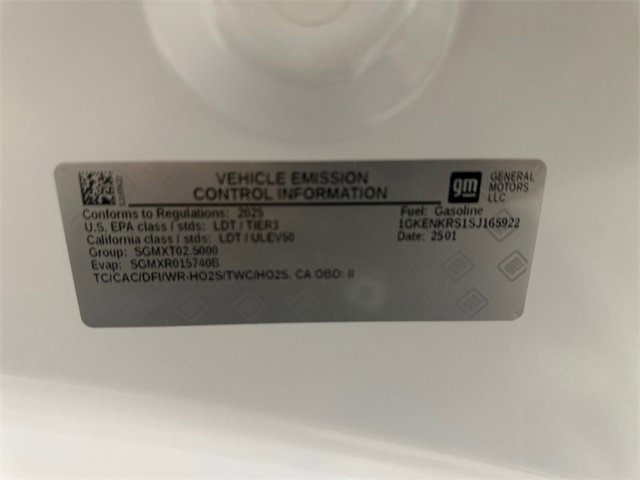 VEHICLE EMISSION
CONTROL INFORMATION
gm
GENERAL
MOTORS
LLC
Conforms to Regulations: 2025
U.S. EPA class / stds: LDT / TIER3
California class / stds: LDT / ULEV50
Group: SGMXT02.5000
Evap: SGMXR015740B
TC/CAC/DFI/WR-HO2S/TWC/HO2S. CA OBD: II
Fuel: Gasoline
1GKENKRS1SJ165922
Date: 2501